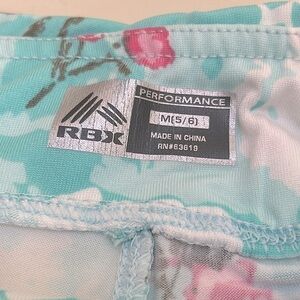 PERFORMANCE
M(5/6)
RBX
MADE IN CHINA
RN#63619